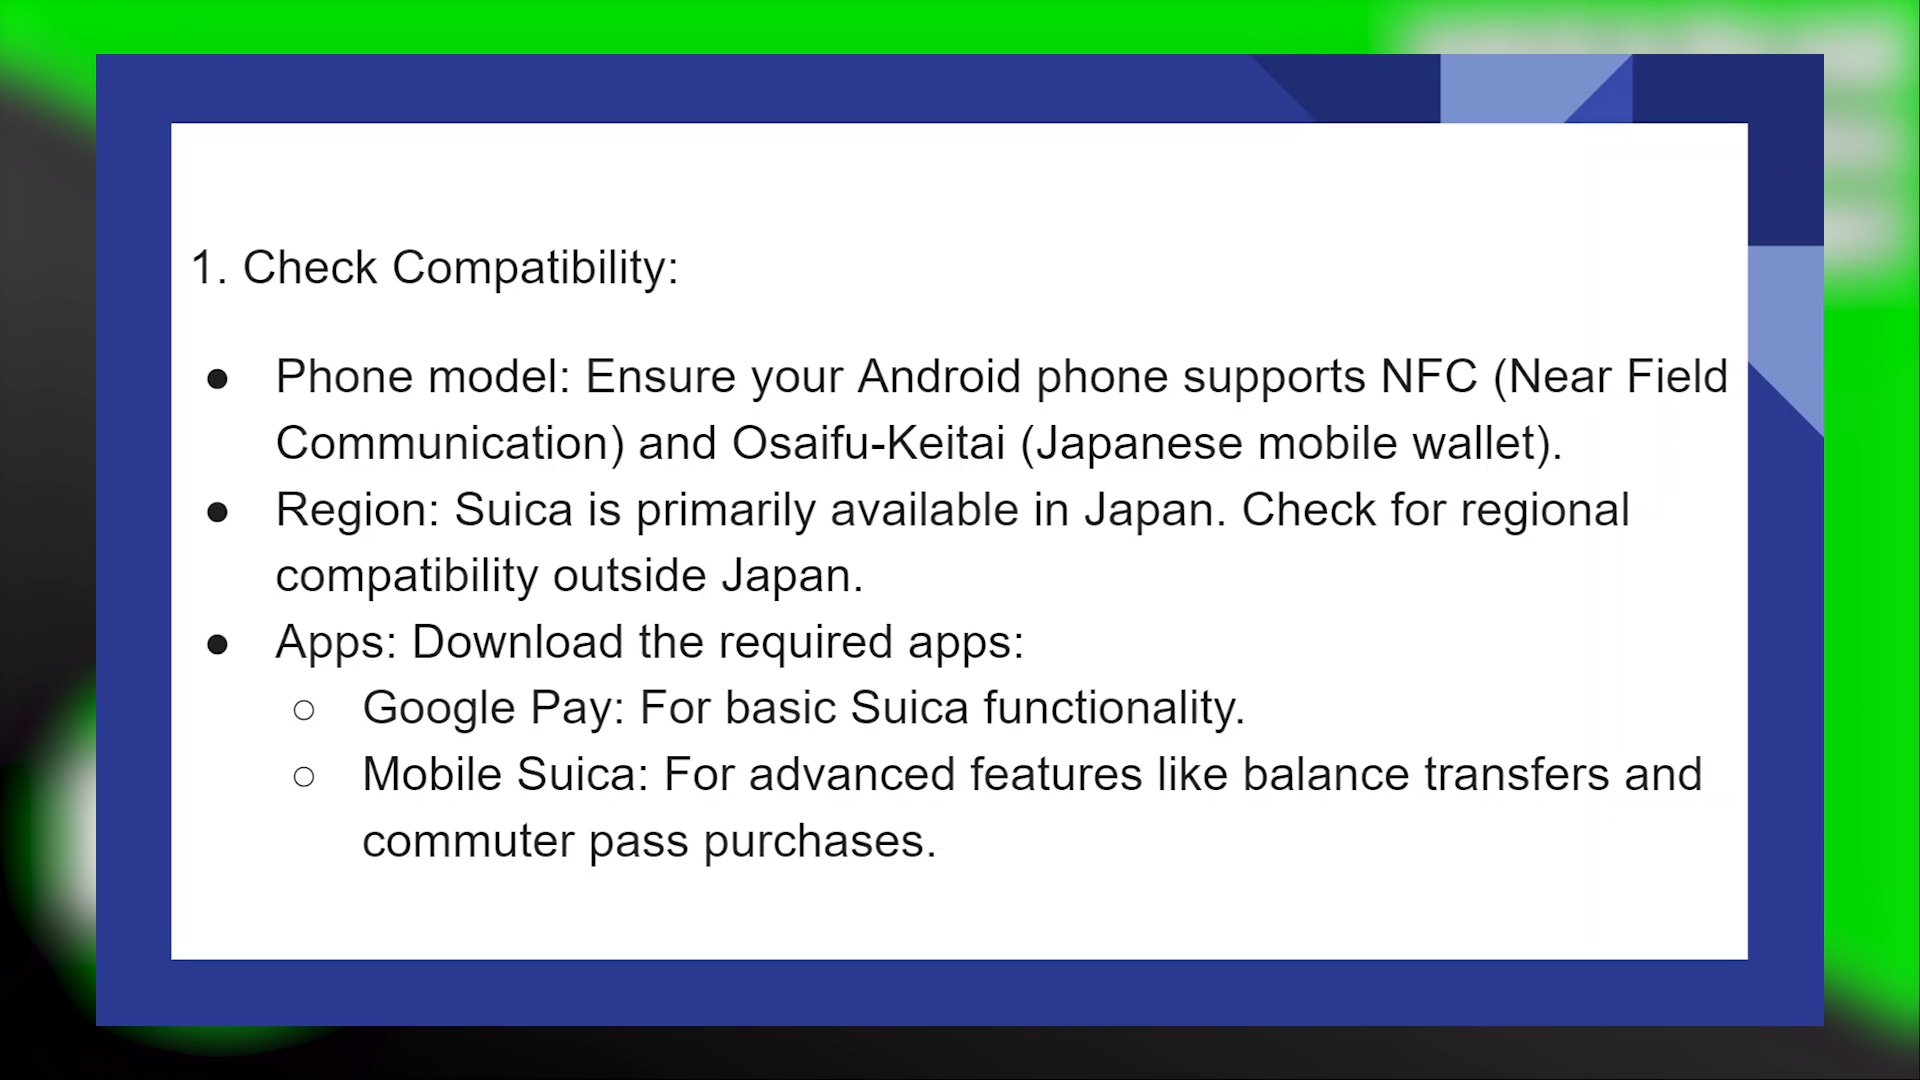 1. Check Compatibility:
● Phone model: Ensure your Android phone supports NFC (Near Field
Communication) and Osaifu-Keitai (Japanese mobile wallet).
● Region: Suica is primarily available in Japan. Check for regional
compatibility outside Japan.
● Apps: Download the required apps:
○ Google Pay: For basic Suica functionality.
○ Mobile Suica: For advanced features like balance transfers and
commuter pass purchases.